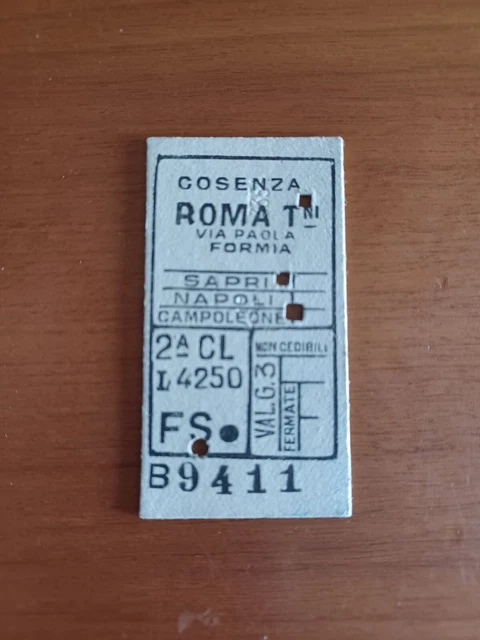 COSENZA
ROMA TNI
VIA PAOLA
FORMIA
SAPRI
NAPOLI
CAMPOLEONE
2A CL
L 4250
FS
NON CEDIBILI
VAL.G.3
FERMATE
B9411